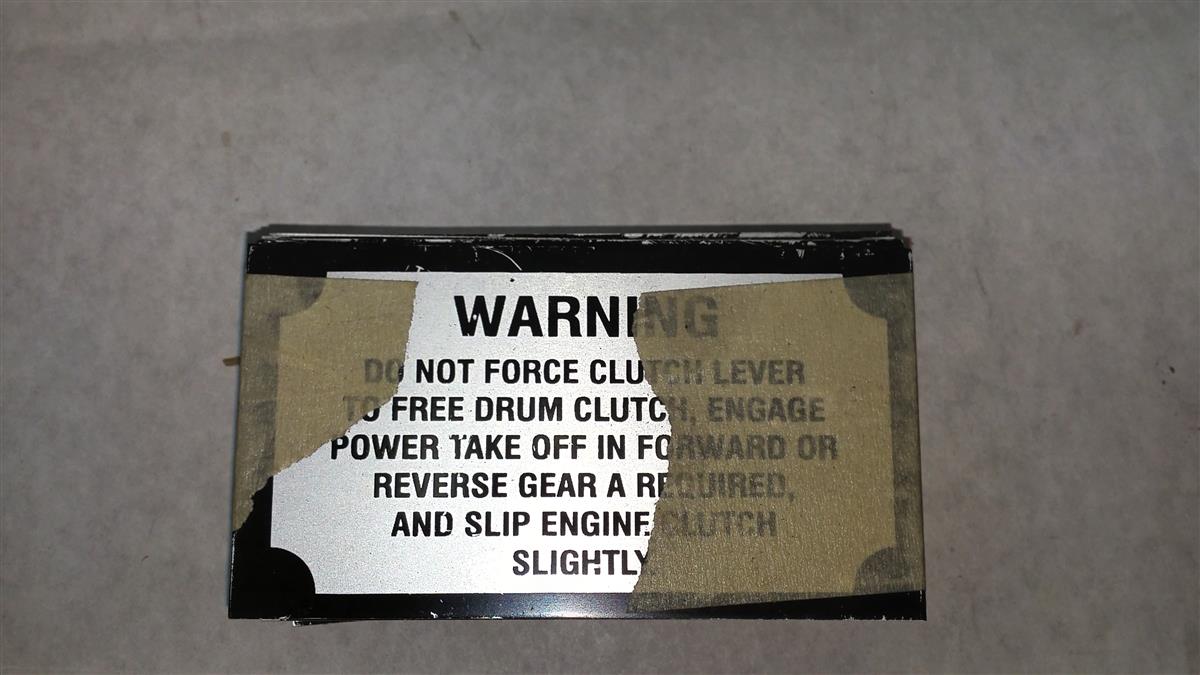 WARNING
DO NOT FORCE CLUTCH LEVER
TO FREE DRUM CLUTCH, ENGAGE
POWER TAKE OFF IN FORWARD OR
REVERSE GEAR A REQUIRED,
AND SLIP ENGINE CLUTCH
SLIGHTLY